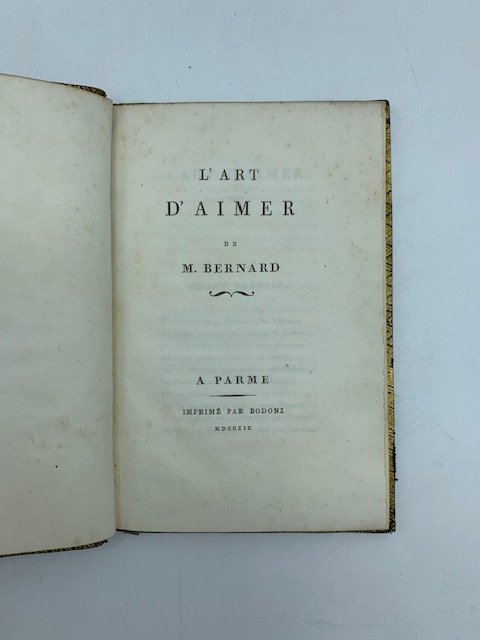 L'ART
D'AIMER
DE
M. BERNARD
A PARME
IMPRIMÉ PAR BODONI
MDCCXIC